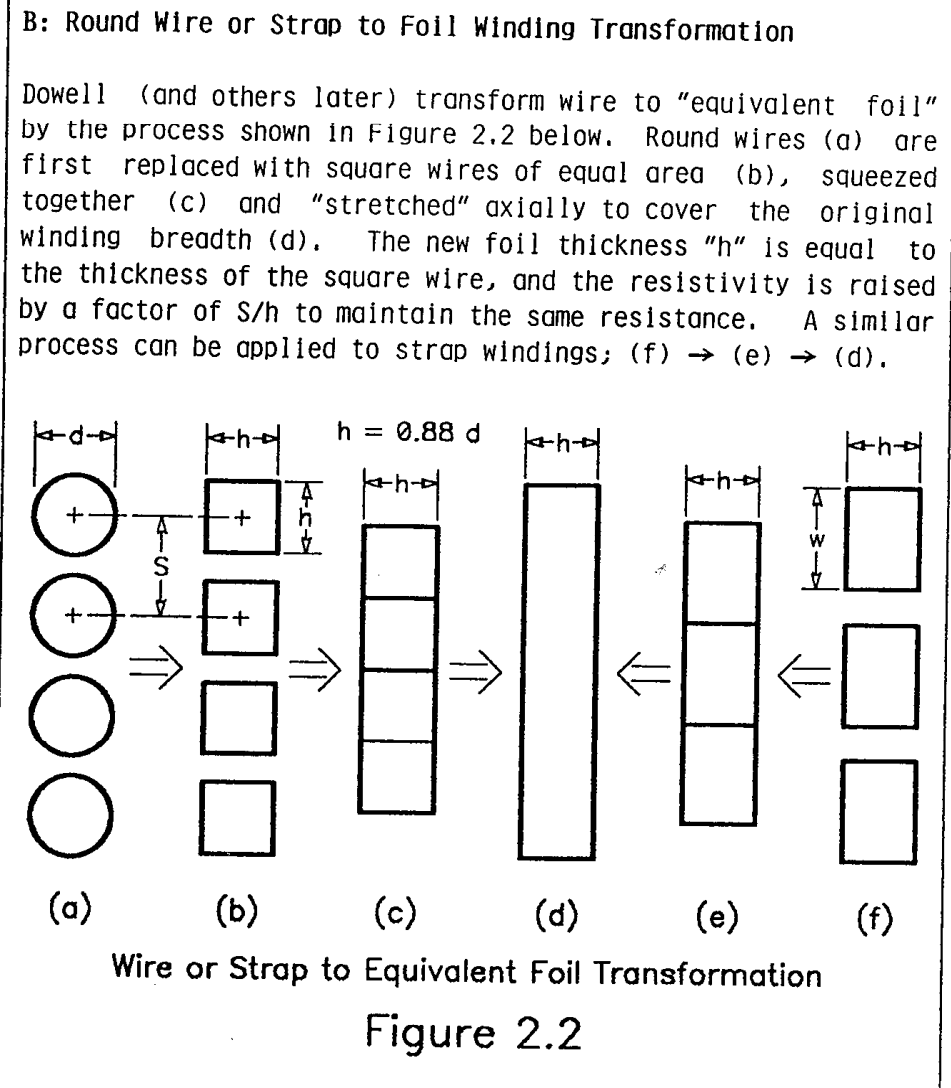 B: Round Wire or Strap to Foil Winding Transformation
Dowell (and others later) transform wire to "equivalent foil"
by the process shown in Figure 2.2 below. Round wires (a) are
first replaced with square wires of equal area (b), squeezed
together (c) and "stretched" axially to cover the original
winding breadth (d). The new foil thickness "h" is equal to
the thickness of the square wire, and the resistivity is raised
by a factor of S/h to maintain the same resistance. A similar
process can be applied to strap windings; (f) → (e) → (d).
d
h
h = 0.88 d
h
h
h
h
h
S
w
(a)
(b)
(c)
(d)
(e)
(f)
Wire or Strap to Equivalent Foil Transformation
Figure 2.2